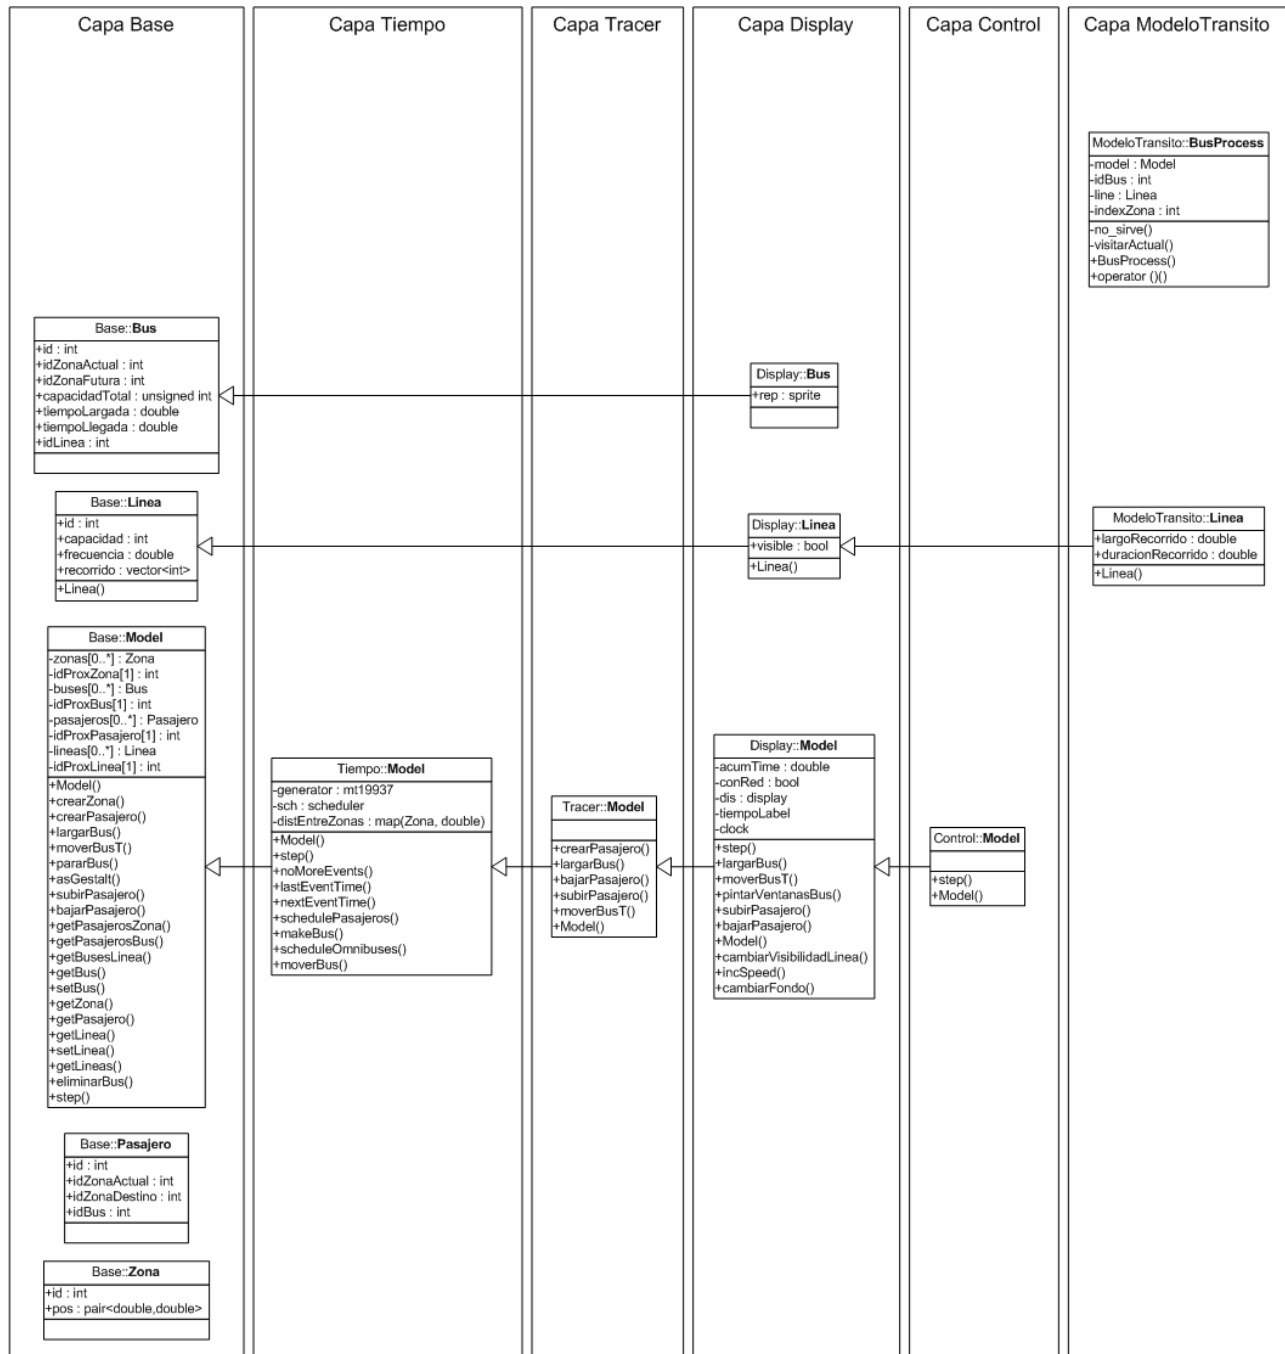 Capa Base
Capa Tiempo
Capa Tracer
Capa Display
Capa Control
Capa ModeloTransito
ModeloTransito::BusProcess
-model : Model
-idBus : int
-line : Linea
-indexZona : int
-no_sirve()
-visitarActual()
+BusProcess()
+operator ()()
Base::Bus
+id : int
+idZonaActual : int
+idZonaFutura : int
+capacidadTotal : unsigned int
+tiempoLargada : double
+tiempoLlegada : double
+idLinea : int
Display::Bus
+rep : sprite
Base::Linea
+id : int
+capacidad : int
+frecuencia : double
+recorrido : vector<int>
+Linea()
Display::Linea
+visible : bool
+Linea()
ModeloTransito::Linea
+largoRecorrido : double
+duracionRecorrido : double
+Linea()
Base::Model
-zonas[0..*] : Zona
-idProxZona[1] : int
-buses[0..*] : Bus
-idProxBus[1] : int
-pasajeros[0..*] : Pasajero
-idProxPasajero[1] : int
-lineas[0..*] : Linea
-idProxLinea[1] : int
+Model()
+crearZona()
+crearPasajero()
+largarBus()
+moverBusT()
+pararBus()
+asGestalt()
+subirPasajero()
+bajarPasajero()
+getPasajerosZona()
+getPasajerosBus()
+getBusesLinea()
+getBus()
+setBus()
+getZona()
+getPasajero()
+getLinea()
+setLinea()
+getLineas()
+eliminarBus()
+step()
Tiempo::Model
-generator : mt19937
-sch : scheduler
-distEntreZonas : map(Zona, double)
+Model()
+step()
+noMoreEvents()
+lastEventTime()
+nextEventTime()
+schedulePasajeros()
+makeBus()
+scheduleOmnibuses()
+moverBus()
Tracer::Model
+crearPasajero()
+largarBus()
+bajarPasajero()
+subirPasajero()
+moverBusT()
+Model()
Display::Model
-acumTime : double
-conRed : bool
-dis : display
-tiempoLabel
-clock
+step()
+largarBus()
+moverBusT()
+pintarVentanasBus()
+subirPasajero()
+bajarPasajero()
+Model()
+cambiarVisibilidadLinea()
+incSpeed()
+cambiarFondo()
Control::Model
+step()
+Model()
Base::Pasajero
+id : int
+idZonaActual : int
+idZonaDestino : int
+idBus : int
Base::Zona
+id : int
+pos : pair<double,double>